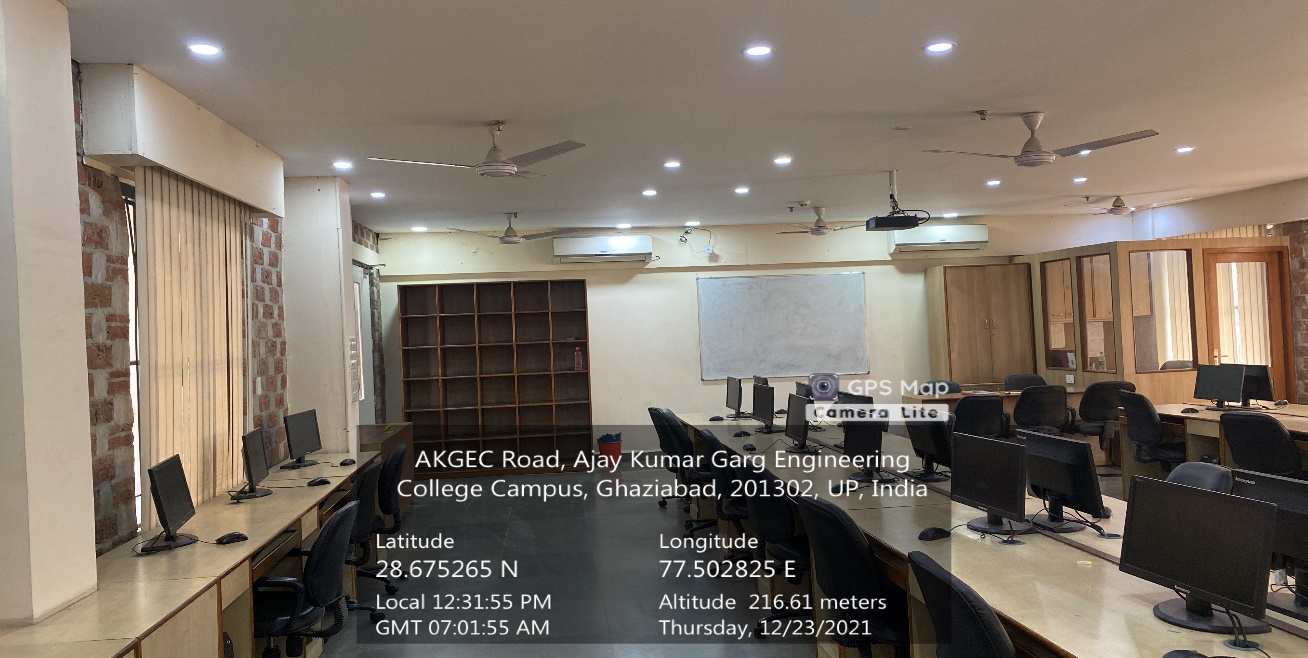 GPS Map
Camera Lite
AKGEC Road, Ajay Kumar Garg Engineering
College Campus, Ghaziabad, 201302, UP, India
Latitude
28.675265 N
Longitude
77.502825 E
Local 12:31:55 PM
GMT 07:01:55 AM
Altitude 216.61 meters
Thursday, 12/23/2021